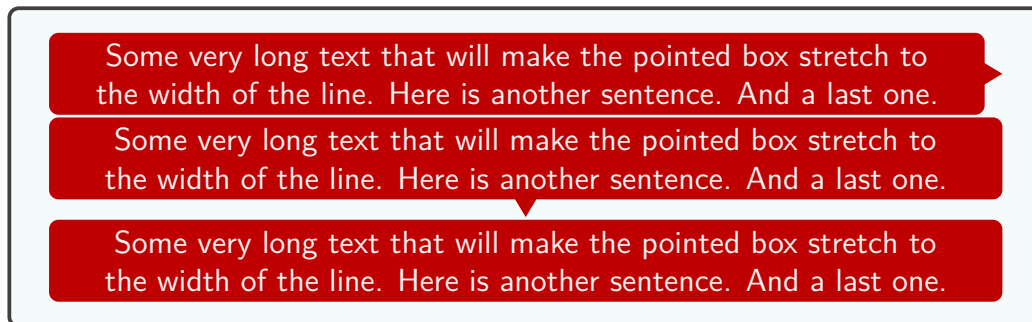 Some very long text that will make the pointed box stretch to
the width of the line. Here is another sentence. And a last one.
Some very long text that will make the pointed box stretch to
the width of the line. Here is another sentence. And a last one.
Some very long text that will make the pointed box stretch to
the width of the line. Here is another sentence. And a last one.